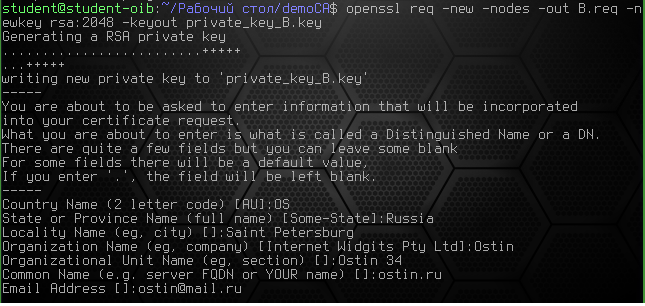 student@student-oib:~/Рабочий стол/demoCA$ openssl req -new -nodes -out B.req -n
ewkey rsa:2048 -keyout private_key_B.key
Generating a RSA private key
..........................+++++
...+++++
writing new private key to 'private_key_B.key'
-----
You are about to be asked to enter information that will be incorporated
into your certificate request.
What you are about to enter is what is called a Distinguished Name or a DN.
There are quite a few fields but you can leave some blank
For some fields there will be a default value,
If you enter '.', the field will be left blank.
-----
Country Name (2 letter code) [AU]:OS
State or Province Name (full name) [Some-State]:Russia
Locality Name (eg, city) []:Saint Petersburg
Organization Name (eg, company) [Internet Widgits Pty Ltd]:Ostin
Organizational Unit Name (eg, section) []:Ostin 34
Common Name (e.g. server FQDN or YOUR name) []:ostin.ru
Email Address []:ostin@mail.ru